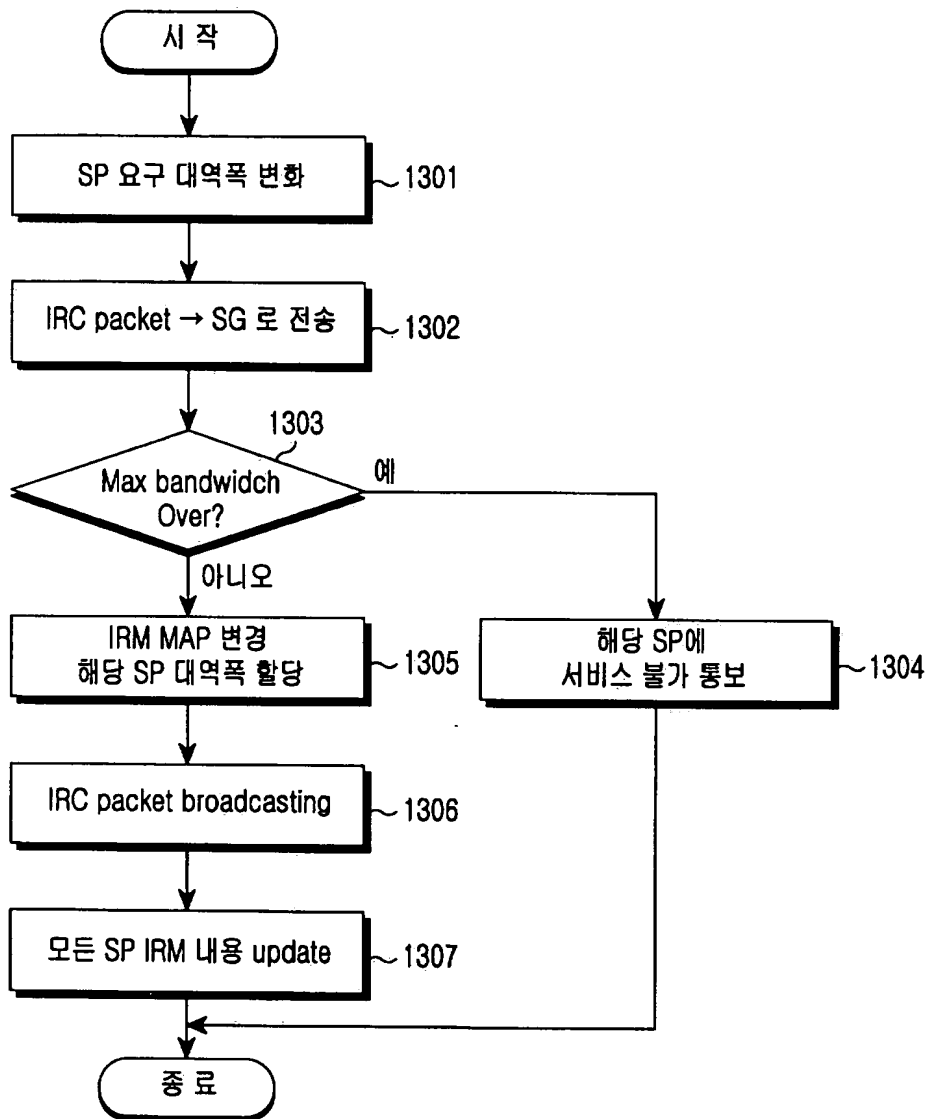 시 작
SP 요구 대역폭 변화
1301
IRC packet → SG 로 전송
1302
1303
Max bandwidch
Over?
예
아니오
IRM MAP 변경
해당 SP 대역폭 할당
1305
해당 SP에
서비스 불가 통보
1304
IRC packet broadcasting
1306
모든 SP IRM 내용 update
1307
종 료